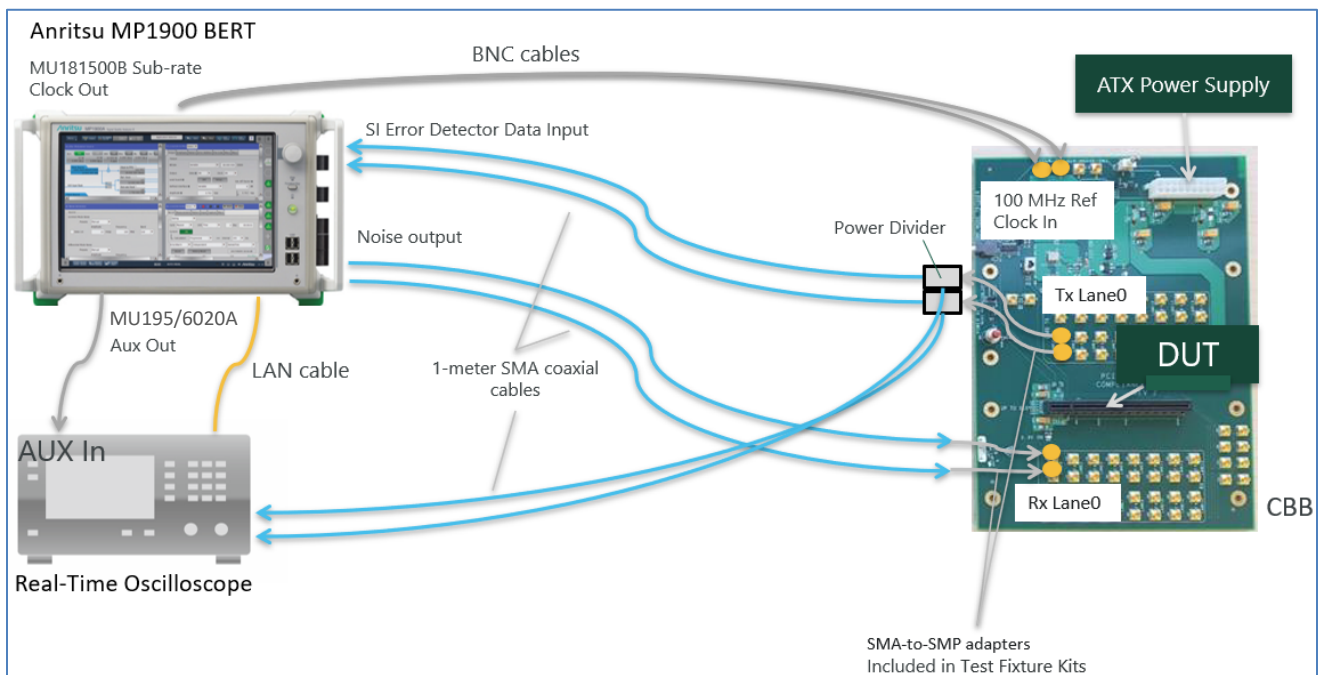 Anritsu MP1900 BERT
MU181500B Sub-rate
Clock Out
BNC cables
ATX Power Supply
SI Error Detector Data Input
100 MHz Ref
Clock In
Noise output
Power Divider
Tx Lane0
MU195/6020A
Aux Out
LAN cable
1-meter SMA coaxial
cables
DUT
AUX In
Rx Lane0
CBB
Real-Time Oscilloscope
SMA-to-SMP adapters
Included in Test Fixture Kits
Anritsu